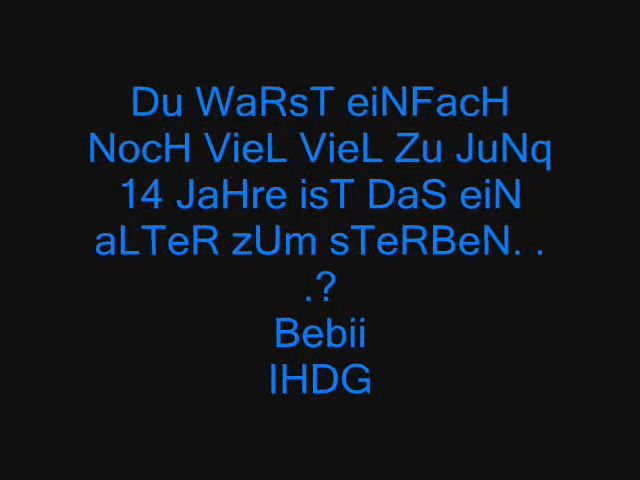 Du WaRsT eiNFacH
NocH VieL VieL Zu JuNq
14 JaHre isT DaS eiN
aLTeR zUm sTeRBeN. .
.?
Bebii
IHDG